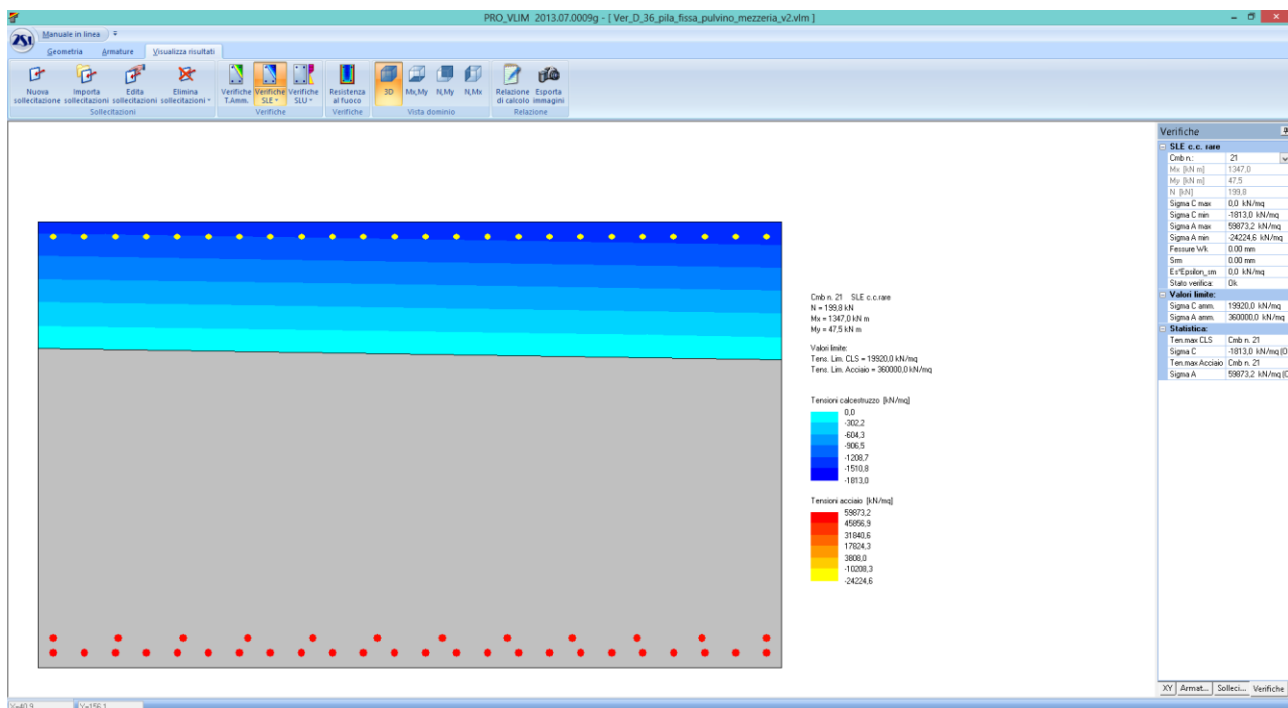 PRO_VLIM 2013.07.0009g - [ Ver_D_36_pila_fissa_pulvino_mezzeria_v2.vlm ]
2SI
Manuale in linea
Geometria Armature Visualizza risultati
Nuova sollecitazione
Importa sollecitazioni
Edita sollecitazioni
Elimina sollecitazioni
Verifiche T.Amm.
Verifiche SLE
Verifiche SLU
Resistenza al fuoco
3D
Mx,My
N,My
N,Mx
Relazione di calcolo
Esporta immagini
Sollecitazioni
Verifiche
Verifiche
Vista dominio
Relazione
Cmb n. 21 SLE c.c.rare
N = 199,8 kN
Mx = 1347,0 kN m
My = 47,5 kN m
Valori limite:
Tens. Lim. CLS = 19920,0 kN/mq
Tens. Lim. Acciaio = 360000,0 kN/mq
Tensioni calcestruzzo [kN/mq]
0,0
-302,2
-604,3
-906,5
-1208,7
-1510,8
-1813,0
Tensioni acciaio [kN/mq]
59873,2
45856,9
31840,6
17824,3
3808,0
-10208,3
-24224,6
Verifiche
SLE c.c. rare
Cmb n.: 21
Mx [kN m] 1347,0
My [kN m] 47,5
N [kN] 199,8
Sigma C max 0,0 kN/mq
Sigma C min -1813,0 kN/mq
Sigma A max 59873,2 kN/mq
Sigma A min -24224,6 kN/mq
Fessure Wk 0.00 mm
Srm 0.00 mm
Es*Epsilon_sm 0,0 kN/mq
Stato verifica: Ok
Valori limite:
Sigma C amm. 19920,0 kN/mq
Sigma A amm. 360000,0 kN/mq
Statistica:
Ten.max CLS Cmb n. 21
Sigma C -1813,0 kN/mq (O
Ten.max Acciaio Cmb n. 21
Sigma A 59873,2 kN/mq (O
XY Armat... Solleci... Verifiche
X=40.9 Y=156.1